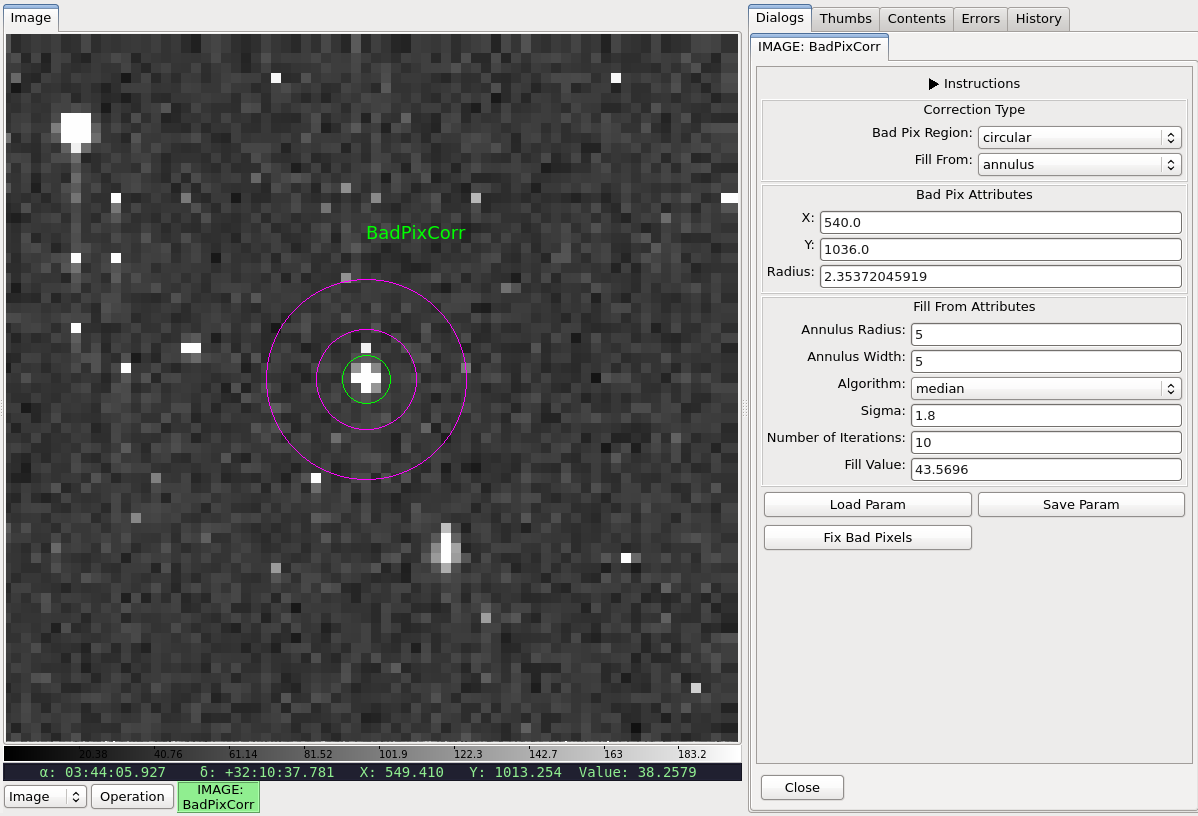 Image
BadPixCorr
20.38 40.76 61.14 81.52 101.9 122.3 142.7 163 183.2
α: 03:44:05.927 δ: +32:10:37.781 X: 549.410 Y: 1013.254 Value: 38.2579
Image Operation IMAGE: BadPixCorr
Dialogs Thumbs Contents Errors History
IMAGE: BadPixCorr
Instructions
Correction Type
Bad Pix Region: circular
Fill From: annulus
Bad Pix Attributes
X: 540.0
Y: 1036.0
Radius: 2.35372045919
Fill From Attributes
Annulus Radius: 5
Annulus Width: 5
Algorithm: median
Sigma: 1.8
Number of Iterations: 10
Fill Value: 43.5696
Load Param Save Param
Fix Bad Pixels
Close